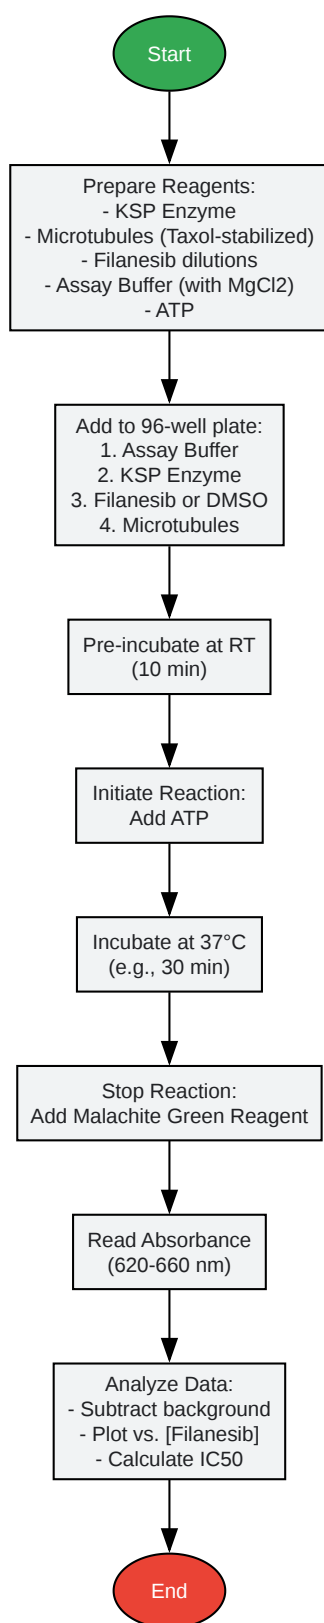 Start
Prepare Reagents:
- KSP Enzyme
- Microtubules (Taxol-stabilized)
- Filanesib dilutions
- Assay Buffer (with MgCl2)
- ATP
Add to 96-well plate:
1. Assay Buffer
2. KSP Enzyme
3. Filanesib or DMSO
4. Microtubules
Pre-incubate at RT
(10 min)
Initiate Reaction:
Add ATP
Incubate at 37°C
(e.g., 30 min)
Stop Reaction:
Add Malachite Green Reagent
Read Absorbance
(620-660 nm)
Analyze Data:
- Subtract background
- Plot vs. [Filanesib]
- Calculate IC50
End